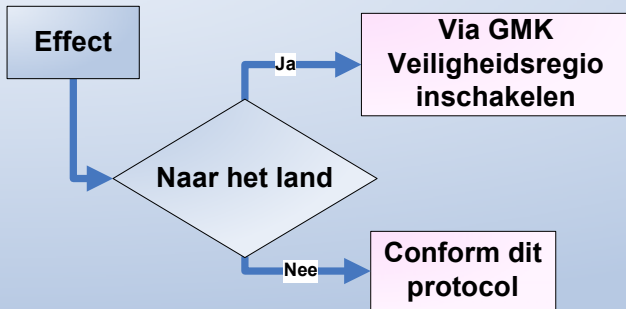 Effect
Ja
Via GMK
Veiligheidsregio
inschakelen
Naar het land
Nee
Conform dit
protocol